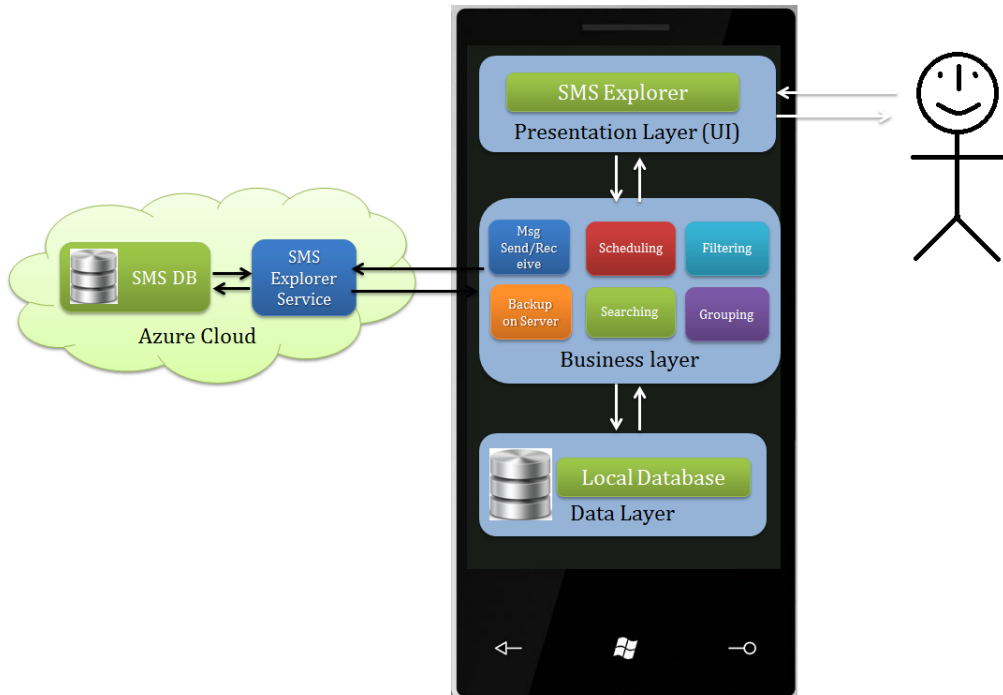 SMS Explorer
Presentation Layer (UI)
Msg
Send/Rec
eive
Scheduling
Filtering
Backup
on Server
Searching
Grouping
Business layer
SMS DB
SMS
Explorer
Service
Azure Cloud
Local Database
Data Layer